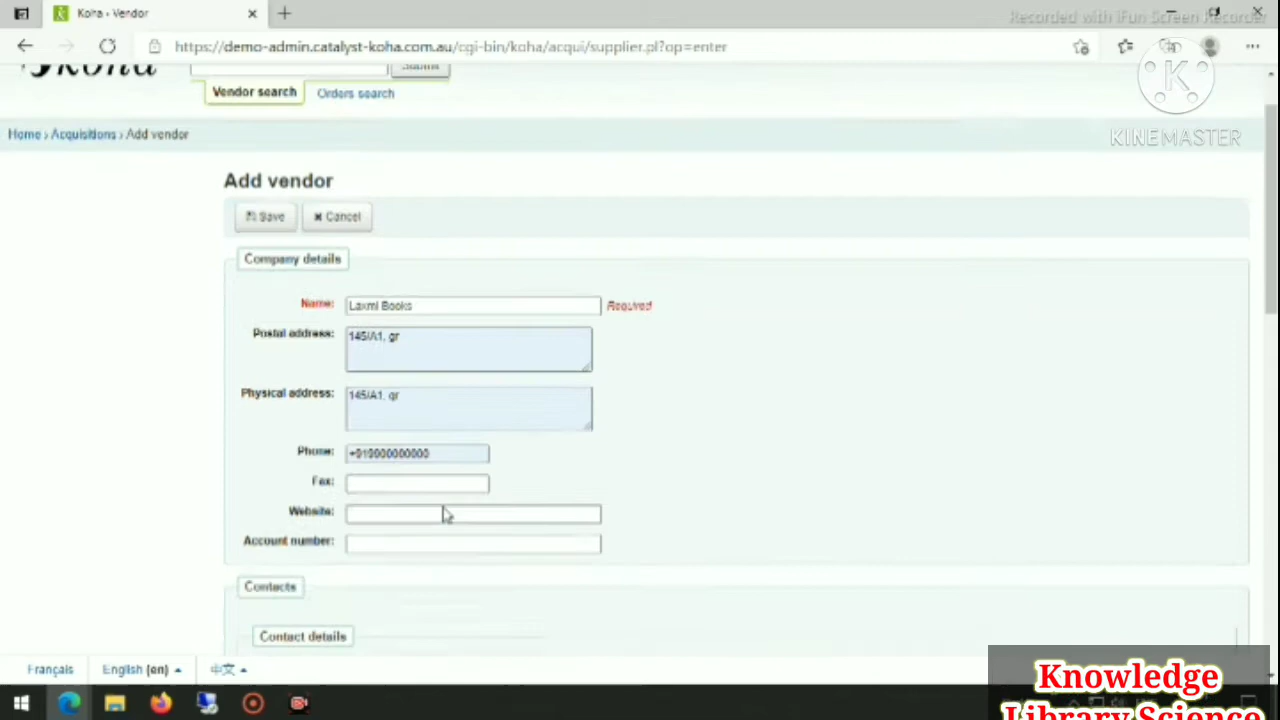 Koha › Vendor
Recorded with iFun Screen Recorder
https://demo-admin.catalyst-koha.com.au/cgi-bin/koha/acqui/supplier.pl?op=enter
koha
Submit
K
KINEMASTER
Vendor search
Orders search
Home › Acquisitions › Add vendor
Add vendor
Save
Cancel
Company details
Name:
Laxmi Books
Required
Postal address:
145/A1, gr
Physical address:
145/A1, gr
Phone:
+919900000000
Fax:
Website:
Account number:
Contacts
Contact details
Français
English (en)
中文
Knowledge
Library Science